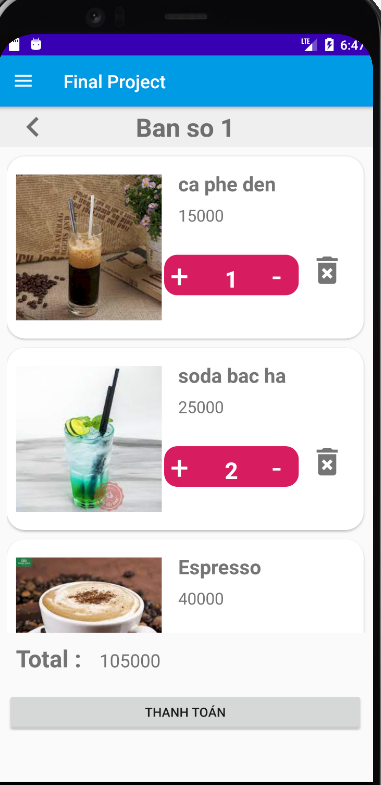 LTE 6:47
Final Project
Ban so 1
ca phe den
15000
+ 1 -
soda bac ha
25000
+ 2 -
Espresso
40000
Total : 105000
THANH TOÁN